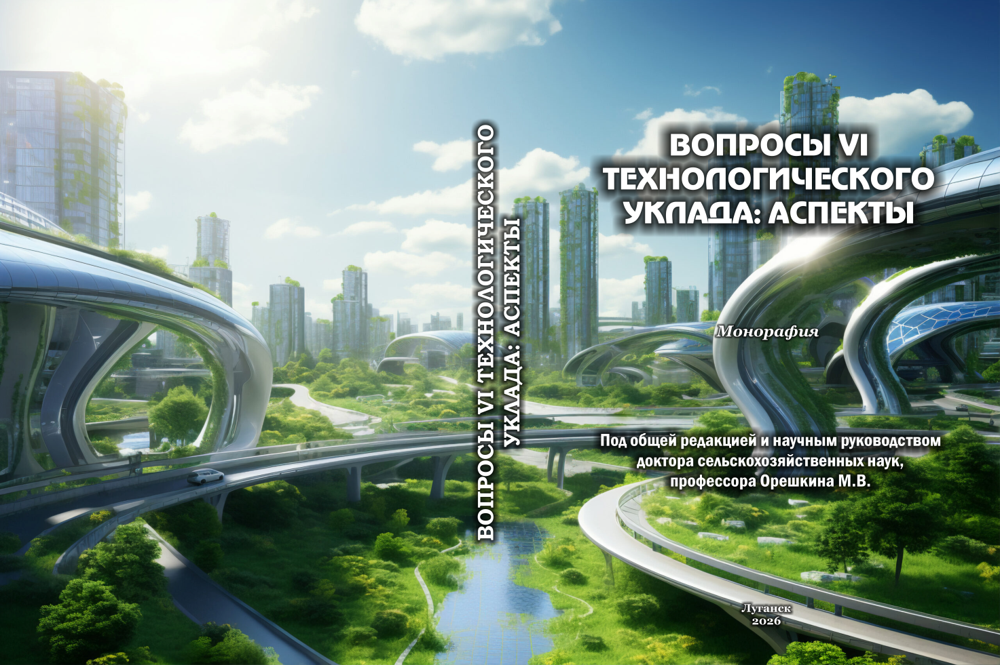 ВОПРОСЫ VI ТЕХНОЛОГИЧЕСКОГО
УКЛАДА: АСПЕКТЫ
ВОПРОСЫ VI
ТЕХНОЛОГИЧЕСКОГО
УКЛАДА: АСПЕКТЫ
Монорафия
Под общей редакцией и научным руководством
доктора сельскохозяйственных наук,
профессора Орешкина М.В.
Луганск
2026